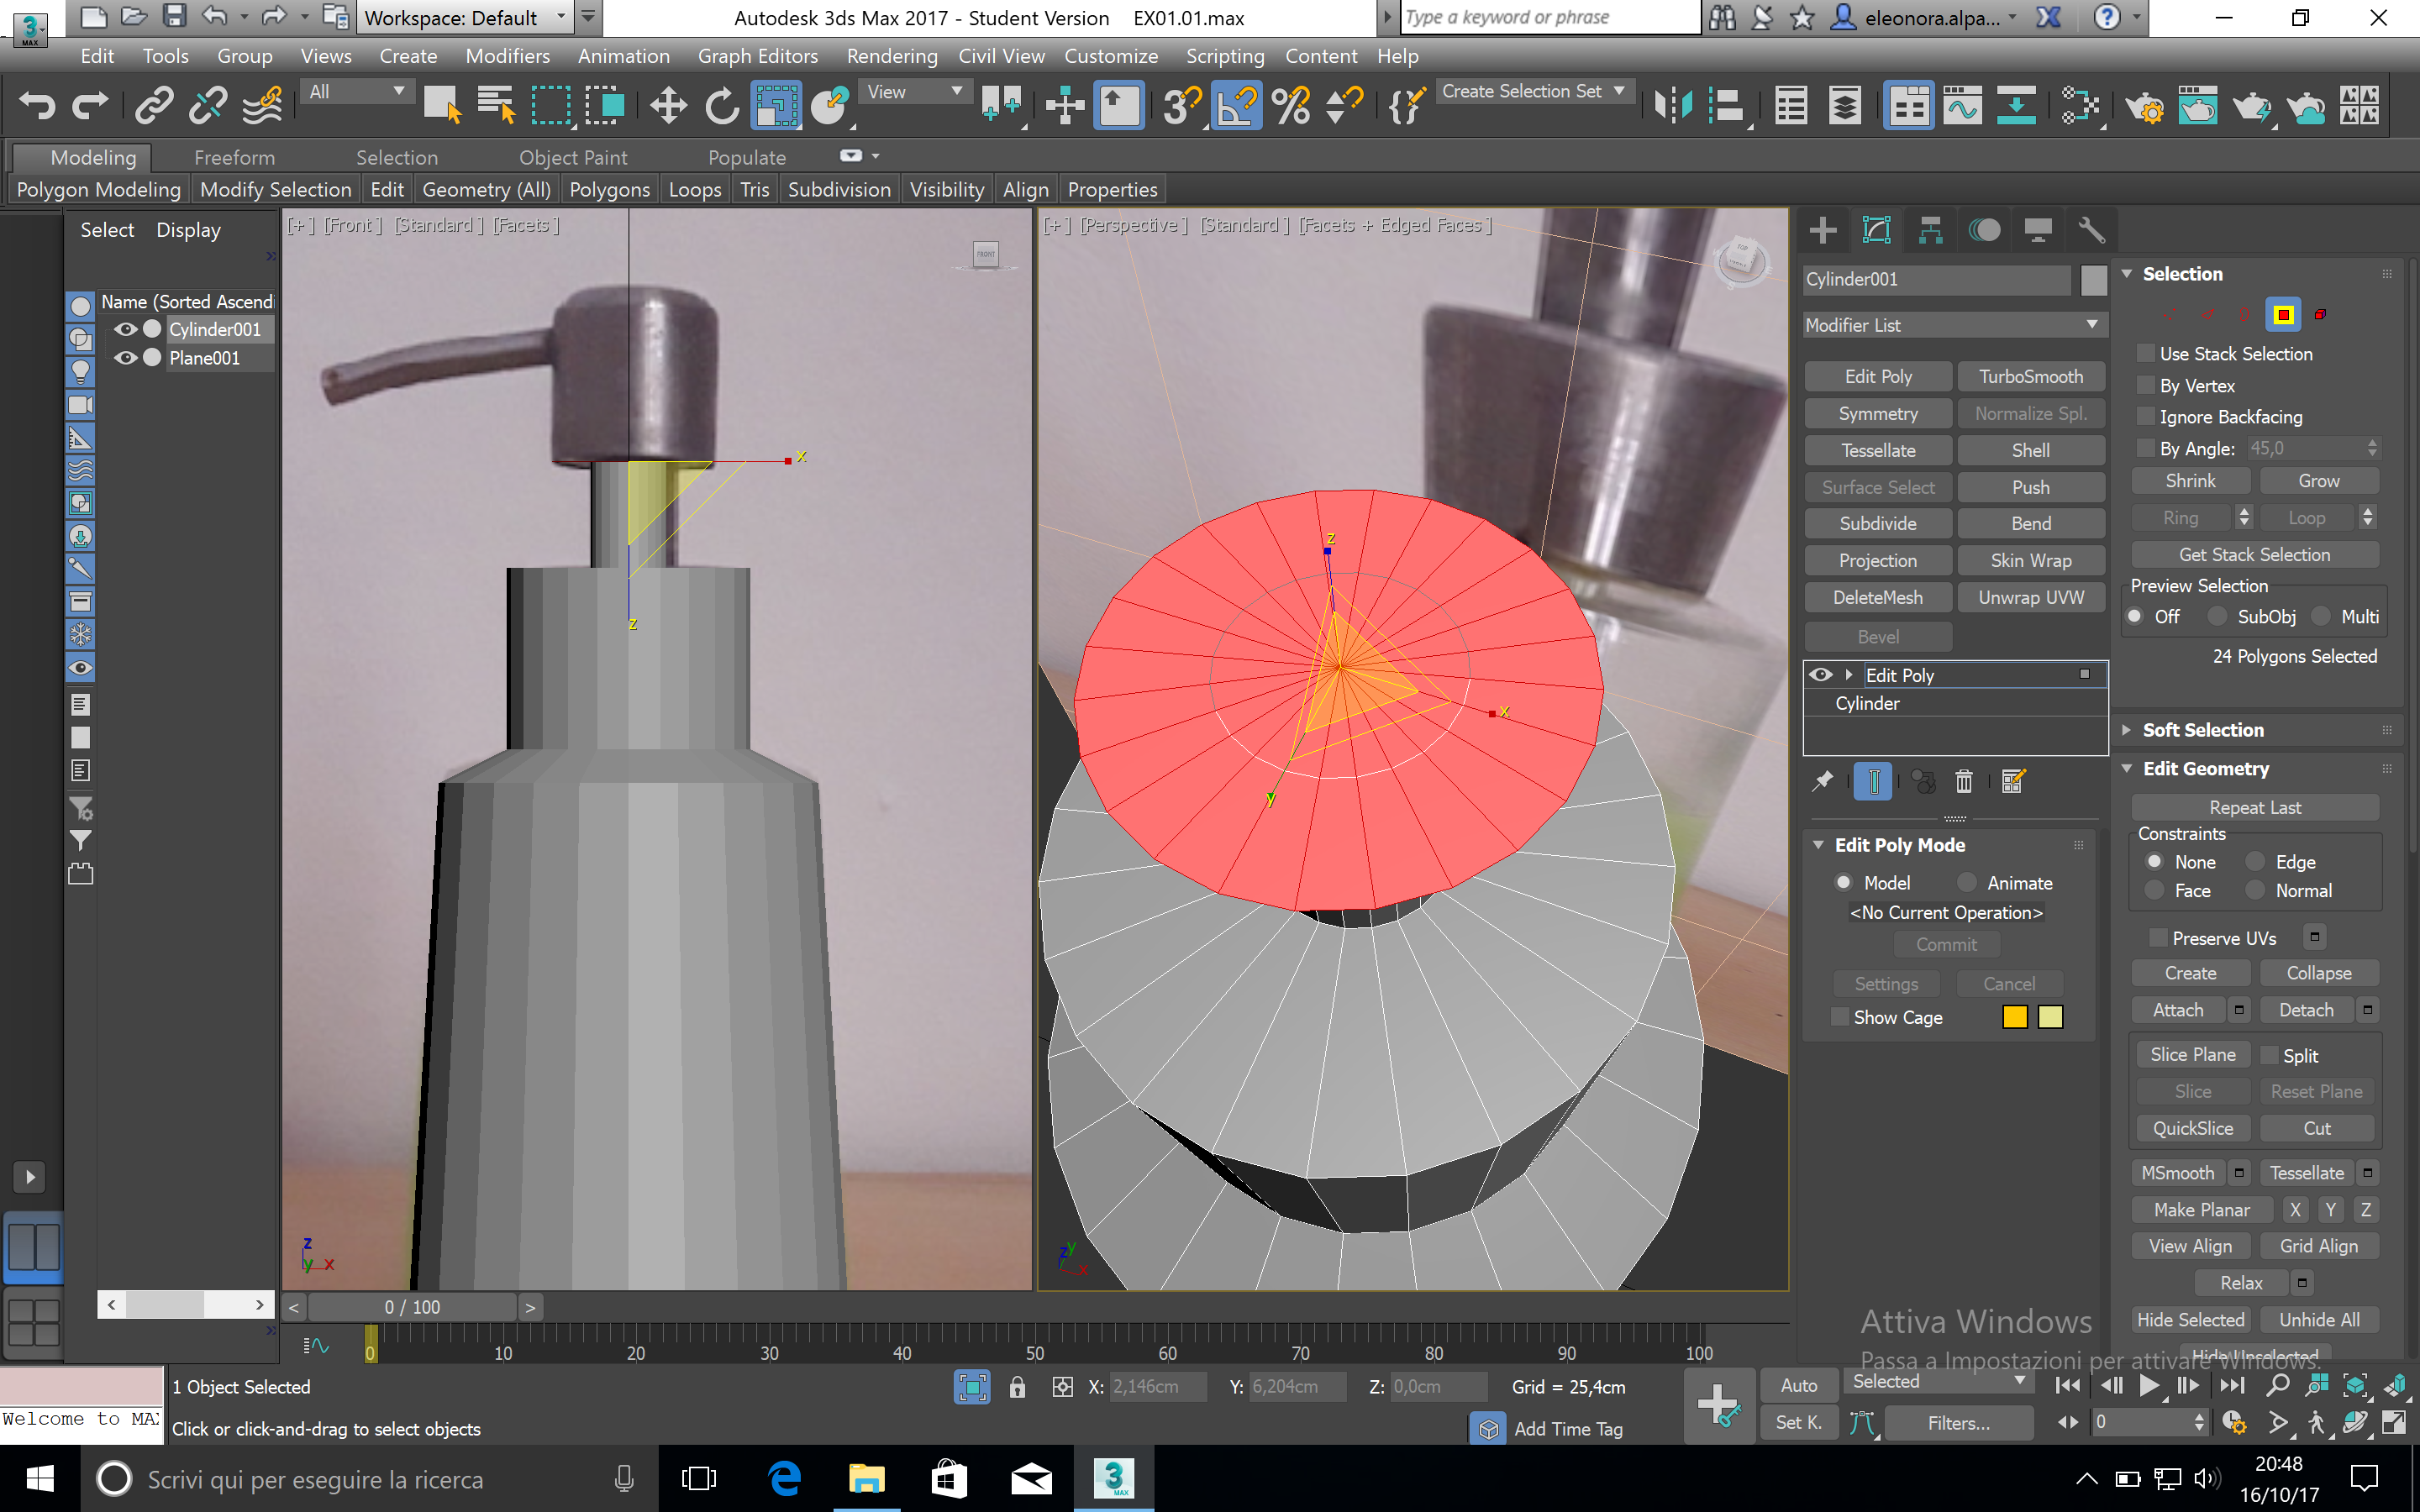 Workspace: Default
Autodesk 3ds Max 2017 - Student Version EX01.01.max
Type a keyword or phrase
eleonora.alpa...
MAX
Edit Tools Group Views Create Modifiers Animation Graph Editors Rendering Civil View Customize Scripting Content Help
All
View
Create Selection Set
Modeling Freeform Selection Object Paint Populate
Polygon Modeling Modify Selection Edit Geometry (All) Polygons Loops Tris Subdivision Visibility Align Properties
Select Display
Name (Sorted Ascendi
Cylinder001
Plane001
[+] [Front] [Standard] [Facets]
FRONT
x
z
z
y x
[+] [Perspective] [Standard] [Facets + Edged Faces]
TOP
z
x
y
z y
x
Cylinder001
Modifier List
Edit Poly TurboSmooth
Symmetry Normalize Spl.
Tessellate Shell
Surface Select Push
Subdivide Bend
Projection Skin Wrap
DeleteMesh Unwrap UVW
Bevel
Edit Poly
Cylinder
Edit Poly Mode
Model Animate
<No Current Operation>
Commit
Settings Cancel
Show Cage
Selection
Use Stack Selection
By Vertex
Ignore Backfacing
By Angle: 45,0
Shrink Grow
Ring Loop
Get Stack Selection
Preview Selection
Off SubObj Multi
24 Polygons Selected
Soft Selection
Edit Geometry
Repeat Last
Constraints
None Edge
Face Normal
Preserve UVs
Create Collapse
Attach Detach
Slice Plane Split
Slice Reset Plane
QuickSlice Cut
MSmooth Tessellate
Make Planar X Y Z
View Align Grid Align
Relax
Hide Selected Unhide All
Hide Unselected
Attiva Windows
Passa a Impostazioni per attivare Windows.
0 / 100
0 10 20 30 40 50 60 70 80 90 100
1 Object Selected
X: 2,146cm Y: 6,204cm Z: 0,0cm Grid = 25,4cm
Auto Selected
Welcome to MAX
Click or click-and-drag to select objects
Add Time Tag
Set K. Filters...
0
Scrivi qui per eseguire la ricerca
3
MAX
20:48
16/10/17